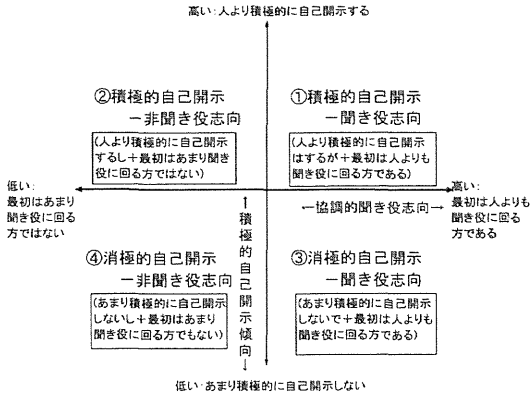 高い：人より積極的に自己開示する
②積極的自己開示
－非聞き役志向
(人より積極的に自己開示
するし＋最初はあまり聞き
役に回る方ではない)
①積極的自己開示
－聞き役志向
(人より積極的に自己開示
はするが＋最初は人よりも
聞き役に回る方である)
低い：
最初はあまり
聞き役に回る
方ではない
←協調的聞き役志向→
高い：
最初は人よりも
聞き役に回る
方である
←積極的自己開示傾向→
④消極的自己開示
－非聞き役志向
(あまり積極的に自己開示
しないし＋最初はあまり
聞き役に回る方でもない)
③消極的自己開示
－聞き役志向
(あまり積極的に自己開示
しないで＋最初は人よりも
聞き役に回る方である)
低い：あまり積極的に自己開示しない